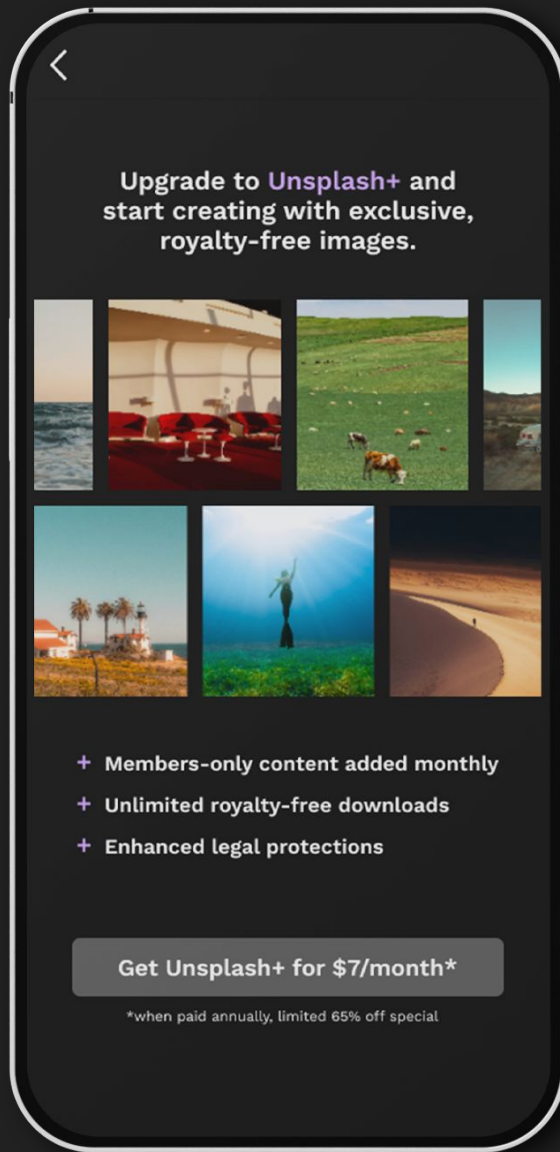 Upgrade to Unsplash+ and
start creating with exclusive,
royalty-free images.
+ Members-only content added monthly
+ Unlimited royalty-free downloads
+ Enhanced legal protections
Get Unsplash+ for $7/month*
*when paid annually, limited 65% off special